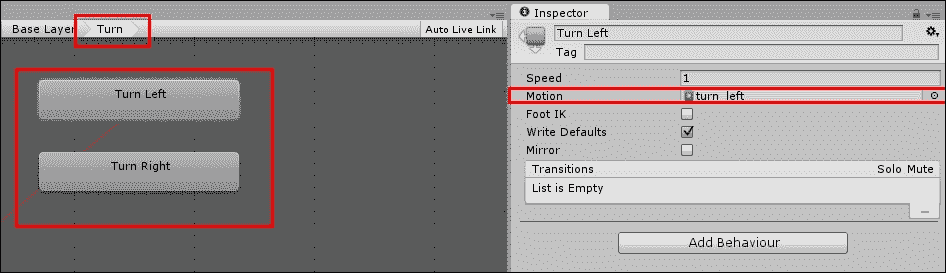 Inspector
Turn Left
Base Layer Turn Auto Live Link
Tag
Speed 1
Motion turn_left
Turn Left
Foot IK
Write Defaults
Mirror
Turn Right
Transitions Solo Mute
List is Empty
Add Behaviour